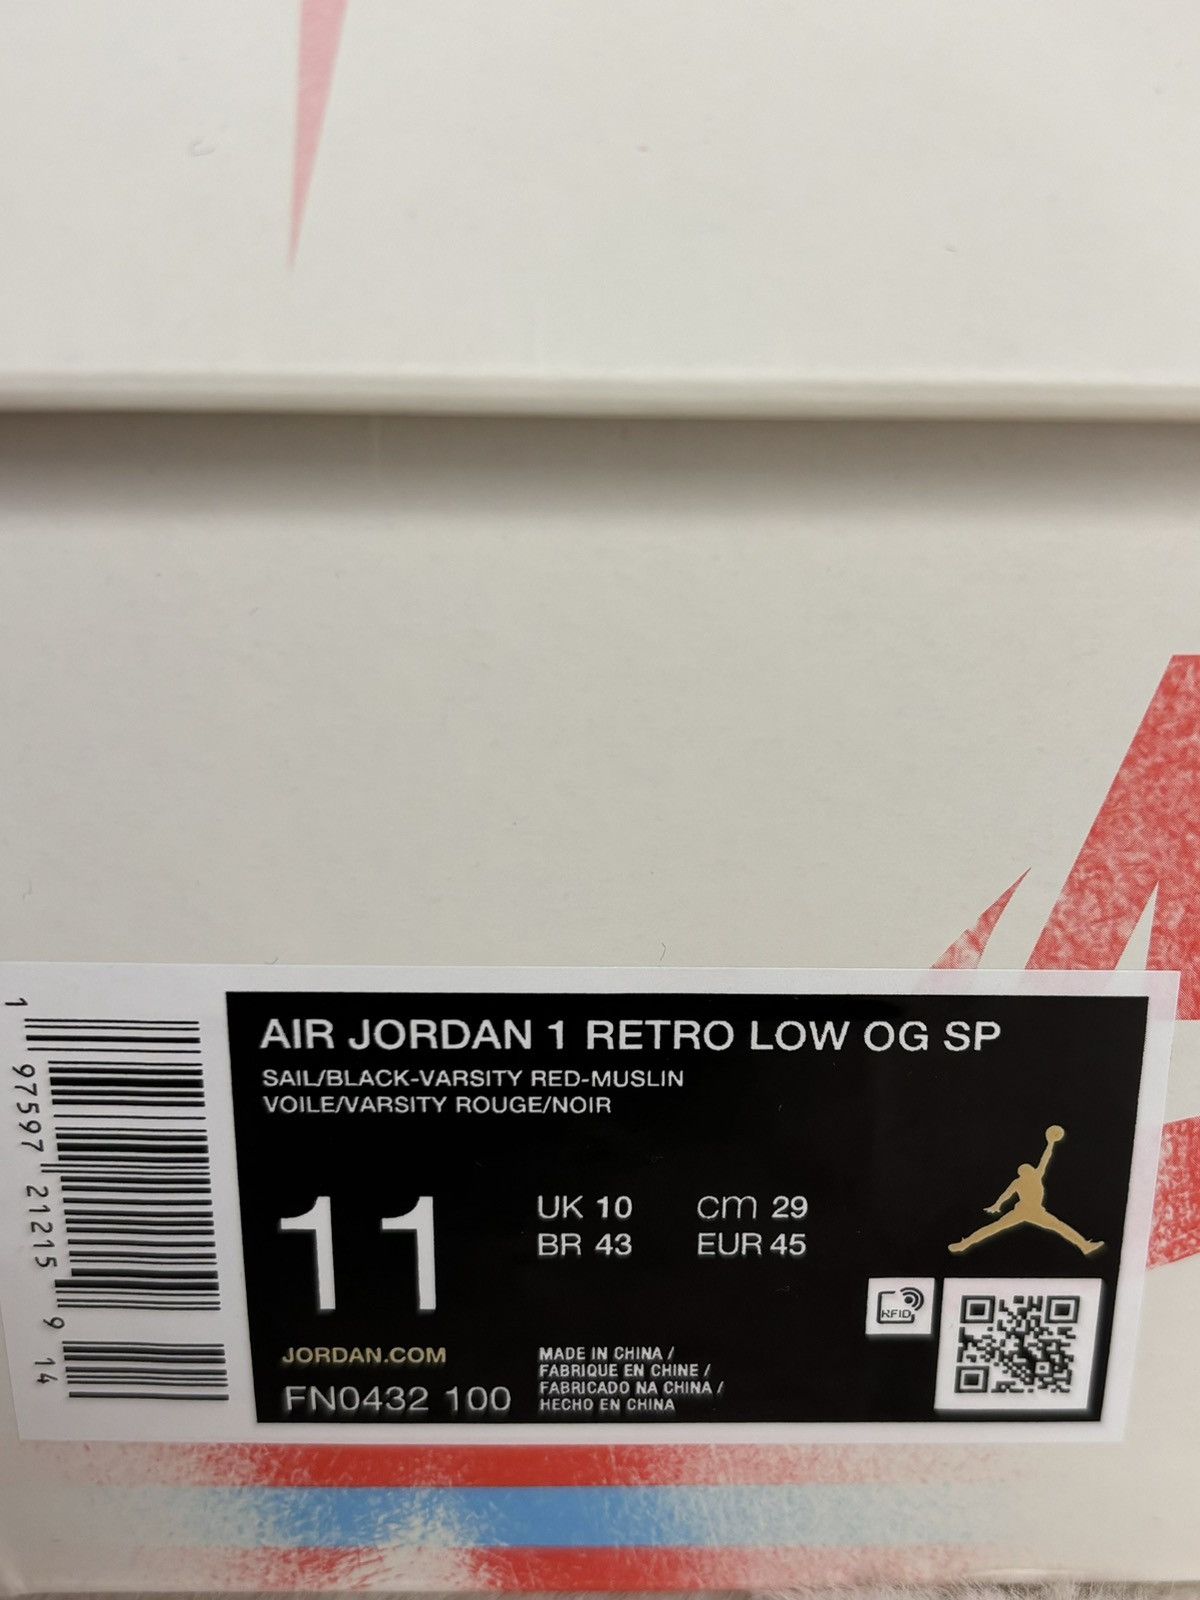 AIR JORDAN 1 RETRO LOW OG SP
SAIL/BLACK-VARSITY RED-MUSLIN
VOILE/VARSITY ROUGE/NOIR
11
UK 10
BR 43
cm 29
EUR 45
RFID
JORDAN.COM
FN0432 100
MADE IN CHINA /
FABRIQUE EN CHINE /
FABRICADO NA CHINA /
HECHO EN CHINA
1 97597 21215 9 14